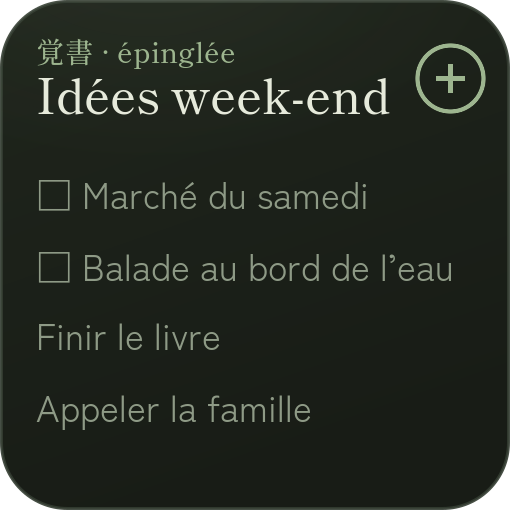 覚書 · épinglée
Idées week-end
☐ Marché du samedi
☐ Balade au bord de l’eau
Finir le livre
Appeler la famille